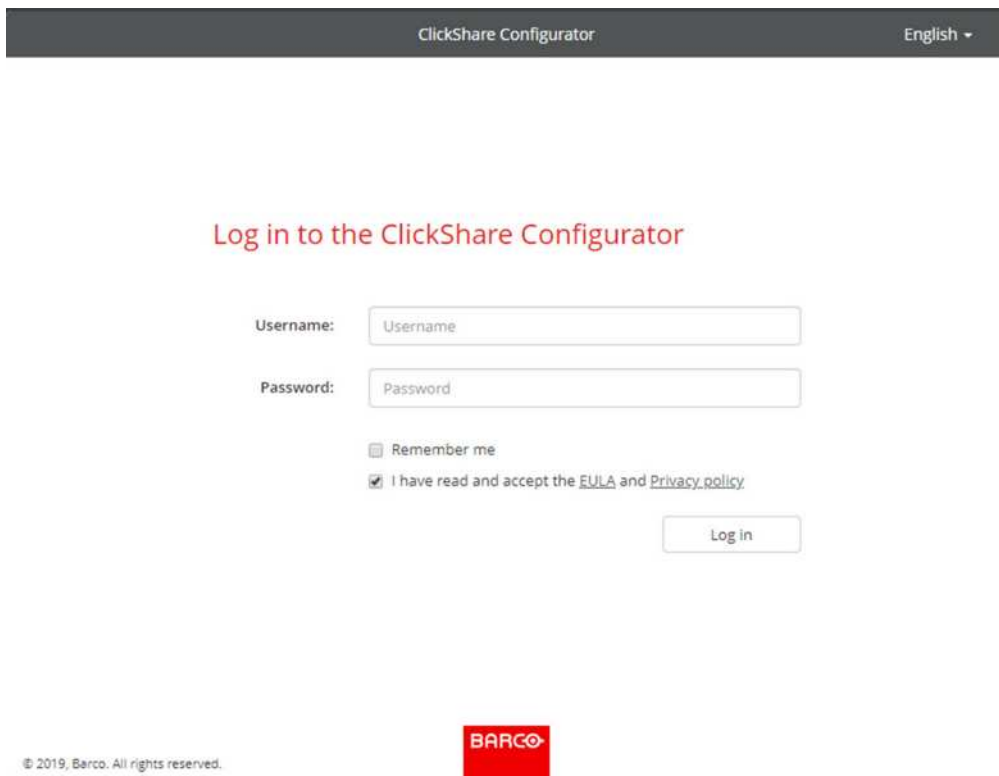 ClickShare Configurator
English
Log in to the ClickShare Configurator
Username:
Username
Password:
Password
Remember me
I have read and accept the EULA and Privacy policy
Log in
BARCO
© 2019, Barco. All rights reserved.